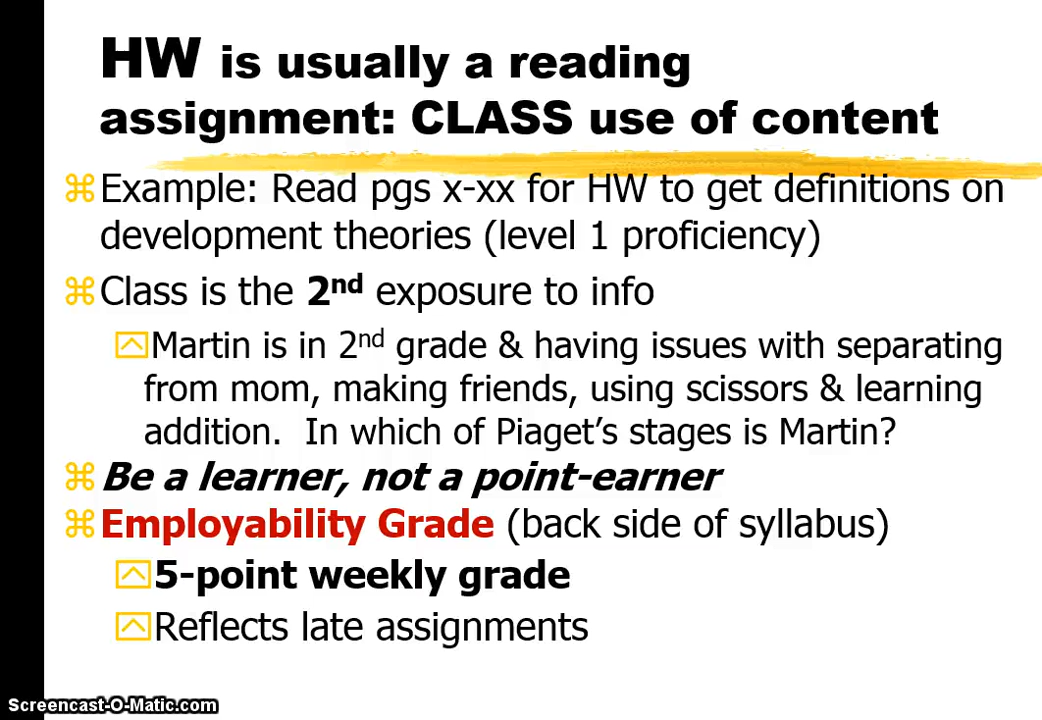 HW is usually a reading
assignment: CLASS use of content
Example: Read pgs x-xx for HW to get definitions on
development theories (level 1 proficiency)
Class is the 2nd exposure to info
Martin is in 2nd grade & having issues with separating
from mom, making friends, using scissors & learning
addition.  In which of Piaget's stages is Martin?
Be a learner, not a point-earner
Employability Grade (back side of syllabus)
5-point weekly grade
Reflects late assignments
Screencast-O-Matic.com